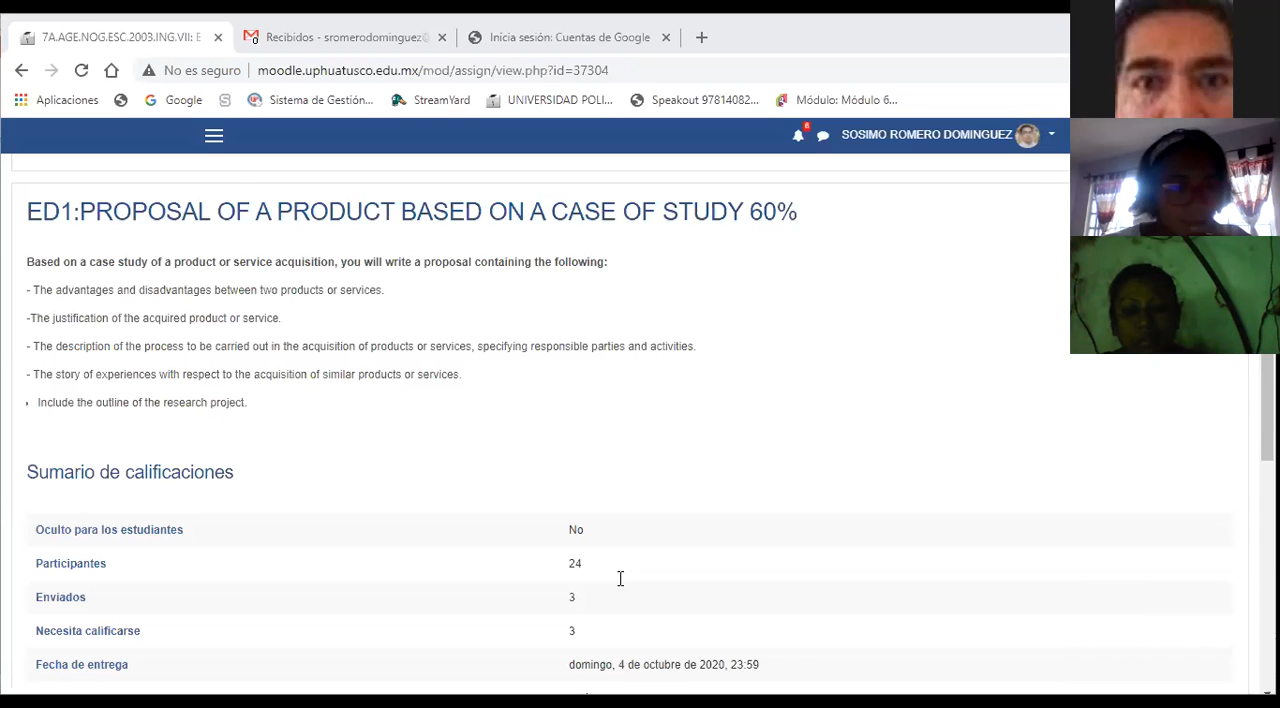 7A.AGE.NOG.ESC.2003.ING.VII: E
Recibidos - sromerodominguez@
Inicia sesión: Cuentas de Google
No es seguro
moodle.uphuatusco.edu.mx/mod/assign/view.php?id=37304
Aplicaciones
Google
Sistema de Gestión...
StreamYard
UNIVERSIDAD POLI...
Speakout 97814082...
Módulo: Módulo 6...
8
SOSIMO ROMERO DOMINGUEZ
ED1:PROPOSAL OF A PRODUCT BASED ON A CASE OF STUDY 60%
Based on a case study of a product or service acquisition, you will write a proposal containing the following:
- The advantages and disadvantages between two products or services.
-The justification of the acquired product or service.
- The description of the process to be carried out in the acquisition of products or services, specifying responsible parties and activities.
- The story of experiences with respect to the acquisition of similar products or services.
Include the outline of the research project.
Sumario de calificaciones
Oculto para los estudiantes No
Participantes 24
Enviados 3
Necesita calificarse 3
Fecha de entrega domingo, 4 de octubre de 2020, 23:59